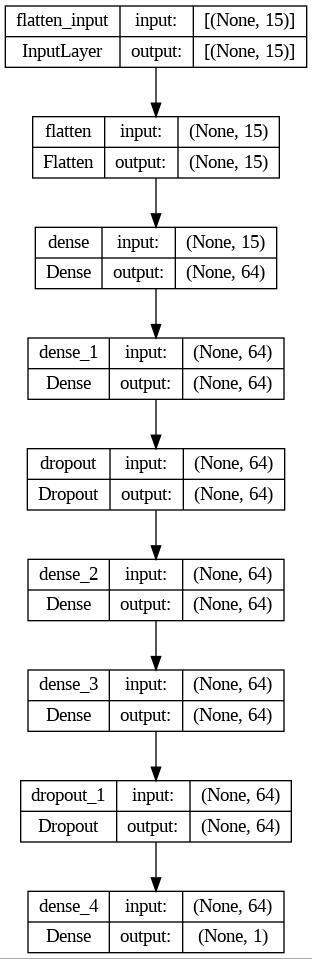 flatten_input input: [(None, 15)]
InputLayer output: [(None, 15)]
flatten input: (None, 15)
Flatten output: (None, 15)
dense input: (None, 15)
Dense output: (None, 64)
dense_1 input: (None, 64)
Dense output: (None, 64)
dropout input: (None, 64)
Dropout output: (None, 64)
dense_2 input: (None, 64)
Dense output: (None, 64)
dense_3 input: (None, 64)
Dense output: (None, 64)
dropout_1 input: (None, 64)
Dropout output: (None, 64)
dense_4 input: (None, 64)
Dense output: (None, 1)